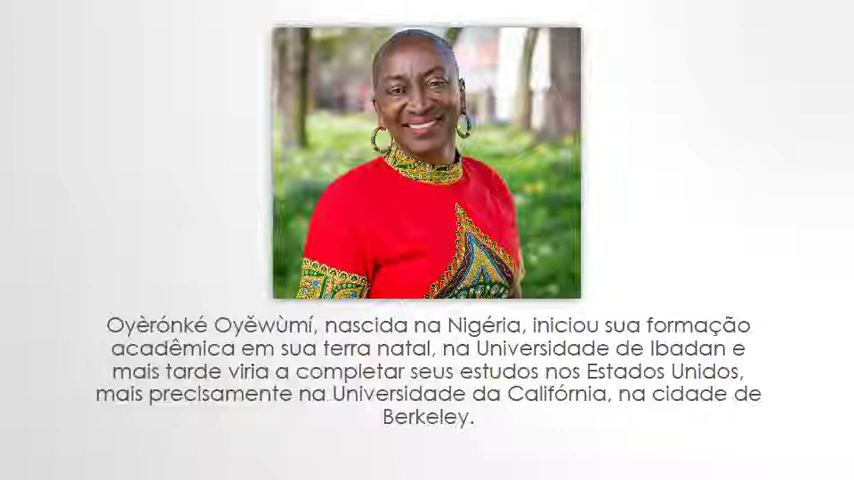 Oyèrónké Oyěwùmí, nascida na Nigéria, iniciou sua formação
acadêmica em sua terra natal, na Universidade de Ibadan e
mais tarde viria a completar seus estudos nos Estados Unidos,
mais precisamente na Universidade da Califórnia, na cidade de
Berkeley.